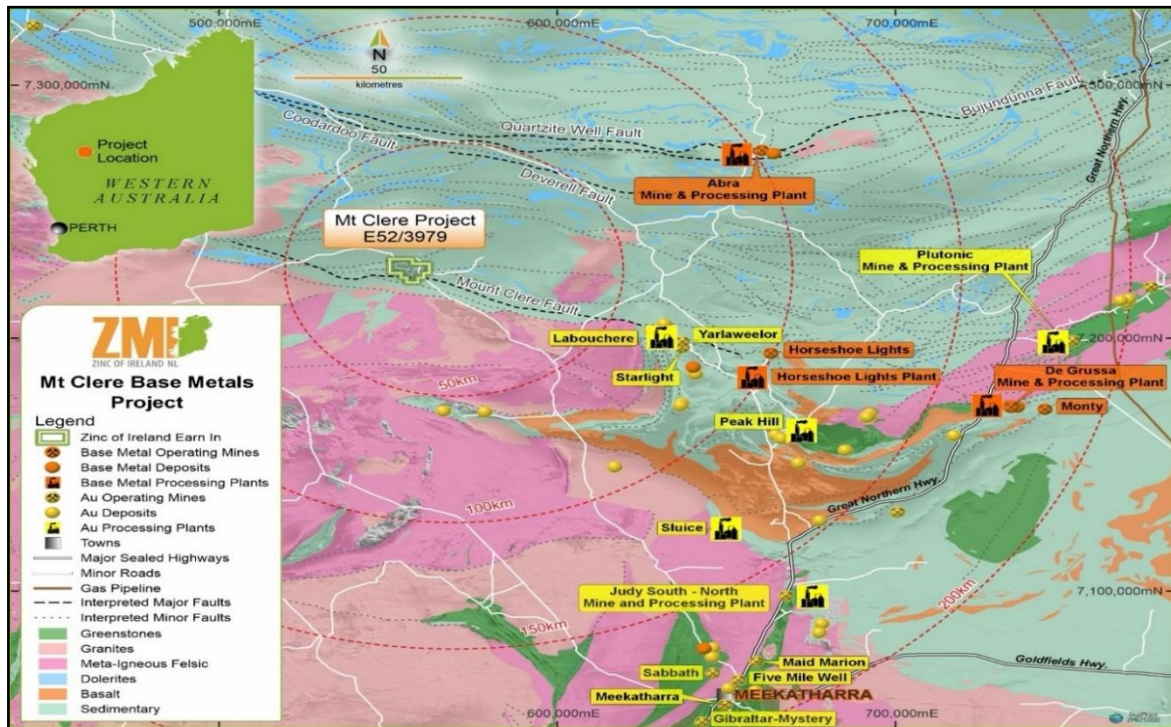 500,000mE
600,000mE
700,000mE
7,300,000mN
7,300,000mN
N
50
kilometres
Project
Location
WESTERN
AUSTRALIA
PERTH
Coodardoo Fault
Quartzite Well Fault
Bujundunna Fault
Great Northern Hwy.
Deverell Fault
Abra
Mine & Processing Plant
Mt Clere Project
E52/3979
Mount Clere Fault
Plutonic
Mine & Processing Plant
Labouchere
Yarlaweelor
7,200,000mN
Horseshoe Lights
Starlight
Horseshoe Lights Plant
De Grussa
Mine & Processing Plant
Monty
50km
Peak Hill
100km
Great Northern Hwy.
Sluice
Judy South - North
Mine and Processing Plant
7,100,000mN
200km
150km
Sabbath
Maid Marion
Five Mile Well
Goldfields Hwy.
Meekatharra
MEEKATHARRA
Gibraltar-Mystery
600,000mE
700,000mE
ZMI
ZINC OF IRELAND NL
Mt Clere Base Metals
Project
Legend
Zinc of Ireland Earn In
Base Metal Operating Mines
Base Metal Deposits
Base Metal Processing Plants
Au Operating Mines
Au Deposits
Au Processing Plants
Towns
Major Sealed Highways
Minor Roads
Gas Pipeline
Interpreted Major Faults
Interpreted Minor Faults
Greenstones
Granites
Meta-Igneous Felsic
Dolerites
Basalt
Sedimentary